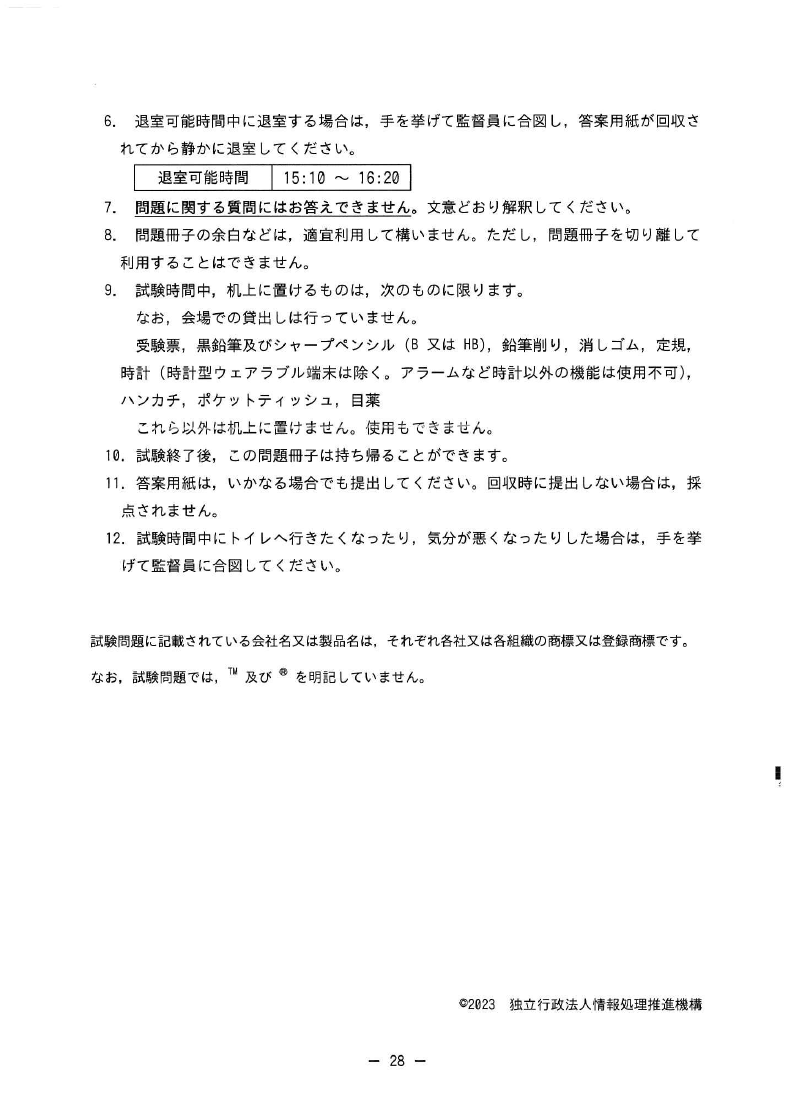 6. 退室可能時間中に退室する場合は，手を挙げて監督員に合図し，答案用紙が回収さ
れてから静かに退室してください。
退室可能時間 15:10 ～ 16:20
7. 問題に関する質問にはお答えできません。文意どおり解釈してください。
8. 問題冊子の余白などは，適宜利用して構いません。ただし，問題冊子を切り離して
利用することはできません。
9. 試験時間中，机上に置けるものは，次のものに限ります。
なお，会場での貸出しは行っていません。
受験票，黒鉛筆及びシャープペンシル（B 又は HB），鉛筆削り，消しゴム，定規，
時計（時計型ウェアラブル端末は除く。アラームなど時計以外の機能は使用不可），
ハンカチ，ポケットティッシュ，目薬
これら以外は机上に置けません。使用もできません。
10. 試験終了後，この問題冊子は持ち帰ることができます。
11. 答案用紙は，いかなる場合でも提出してください。回収時に提出しない場合は，採
点されません。
12. 試験時間中にトイレへ行きたくなったり，気分が悪くなったりした場合は，手を挙
げて監督員に合図してください。
試験問題に記載されている会社名又は製品名は，それぞれ各社又は各組織の商標又は登録商標です。
なお，試験問題では，™ 及び ® を明記していません。
©2023 独立行政法人情報処理推進機構
― 28 ―